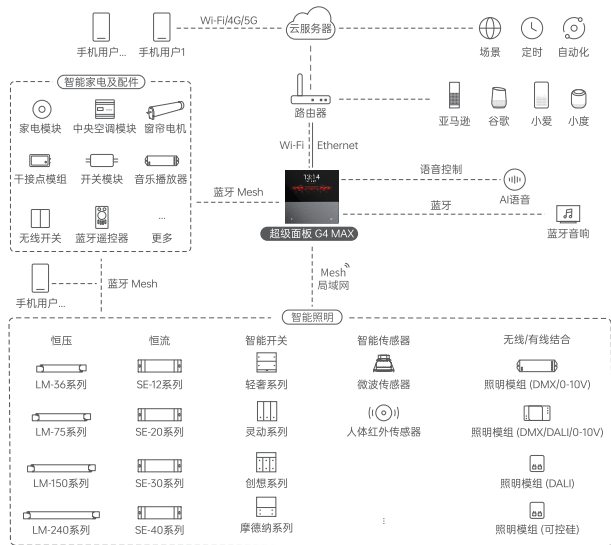 Wi-Fi/4G/5G
云服务器
手机用户...
手机用户1
场景
定时
自动化
智能家电及配件
路由器
家电模块
中央空调模块
窗帘电机
亚马逊
谷歌
小爱
小度
Wi-Fi
Ethernet
干接点模组
开关模块
音乐播放器
13:14
语音控制
AI语音
蓝牙 Mesh
蓝牙
蓝牙音响
无线开关
蓝牙遥控器
...
更多
超级面板 G4 MAX
手机用户...
蓝牙 Mesh
Mesh
局域网
智能照明
恒压
恒流
智能开关
智能传感器
无线/有线结合
LM-36系列
SE-12系列
轻奢系列
微波传感器
照明模组 (DMX/0-10V)
LM-75系列
SE-20系列
灵动系列
人体红外传感器
照明模组 (DMX/DALI/0-10V)
LM-150系列
SE-30系列
创想系列
照明模组 (DALI)
LM-240系列
SE-40系列
摩德纳系列
⋮
照明模组 (可控硅)